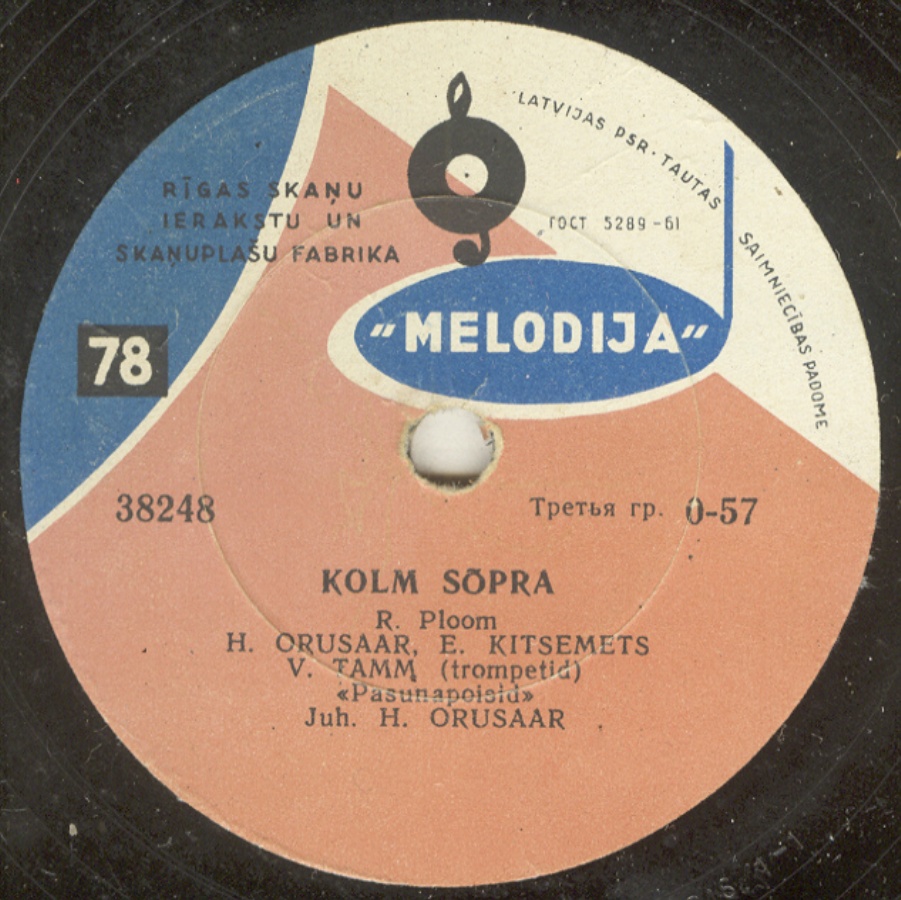 LATVIJAS PSR · TAUTAS
SAIMNIECĪBAS PADOME
RĪGAS SKAŅU
IERAKSTU UN
SKAŅUPLAŠU FABRIKA
ГОСТ 5289-61
"MELODIJA"
78
38248
Третья гр. 0-57
KOLM SÕPRA
R. Ploom
H. ORUSAAR, E. KITSEMETS
V. TAMM (trompetid)
«Pasunapoisid»
Juh. H. ORUSAAR